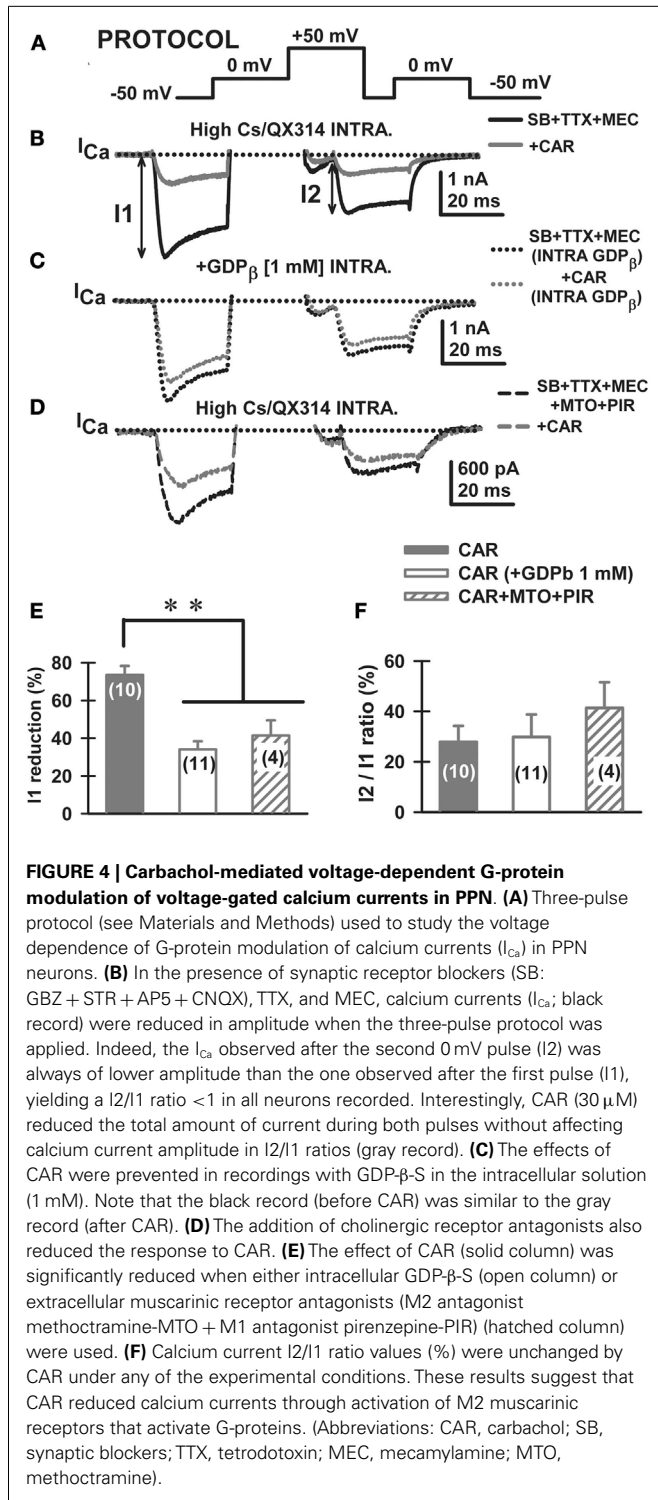 A PROTOCOL
+50 mV
0 mV
0 mV
-50 mV
-50 mV
B
High Cs/QX314 INTRA.
SB+TTX+MEC
+CAR
ICa
I1
I2
1 nA
20 ms
C
+GDPβ [1 mM] INTRA.
SB+TTX+MEC
(INTRA GDPβ)
+CAR
(INTRA GDPβ)
ICa
1 nA
20 ms
D
High Cs/QX314 INTRA.
SB+TTX+MEC
+MTO+PIR
+CAR
ICa
600 pA
20 ms
CAR
CAR (+GDPb 1 mM)
CAR+MTO+PIR
E
**
I1 reduction (%)
80
60
40
20
0
(10)
(11)
(4)
F
I2 / I1 ratio (%)
60
40
20
0
(10)
(11)
(4)
FIGURE 4 | Carbachol-mediated voltage-dependent G-protein
modulation of voltage-gated calcium currents in PPN. (A) Three-pulse
protocol (see Materials and Methods) used to study the voltage
dependence of G-protein modulation of calcium currents (ICa) in PPN
neurons. (B) In the presence of synaptic receptor blockers (SB:
GBZ + STR + AP5 + CNQX), TTX, and MEC, calcium currents (ICa; black
record) were reduced in amplitude when the three-pulse protocol was
applied. Indeed, the ICa observed after the second 0 mV pulse (I2) was
always of lower amplitude than the one observed after the first pulse (I1),
yielding a I2/I1 ratio <1 in all neurons recorded. Interestingly, CAR (30 μM)
reduced the total amount of current during both pulses without affecting
calcium current amplitude in I2/I1 ratios (gray record). (C) The effects of
CAR were prevented in recordings with GDP-β-S in the intracellular solution
(1 mM). Note that the black record (before CAR) was similar to the gray
record (after CAR). (D) The addition of cholinergic receptor antagonists also
reduced the response to CAR. (E) The effect of CAR (solid column) was
significantly reduced when either intracellular GDP-β-S (open column) or
extracellular muscarinic receptor antagonists (M2 antagonist
methoctramine-MTO + M1 antagonist pirenzepine-PIR) (hatched column)
were used. (F) Calcium current I2/I1 ratio values (%) were unchanged by
CAR under any of the experimental conditions. These results suggest that
CAR reduced calcium currents through activation of M2 muscarinic
receptors that activate G-proteins. (Abbreviations: CAR, carbachol; SB,
synaptic blockers; TTX, tetrodotoxin; MEC, mecamylamine; MTO,
methoctramine).